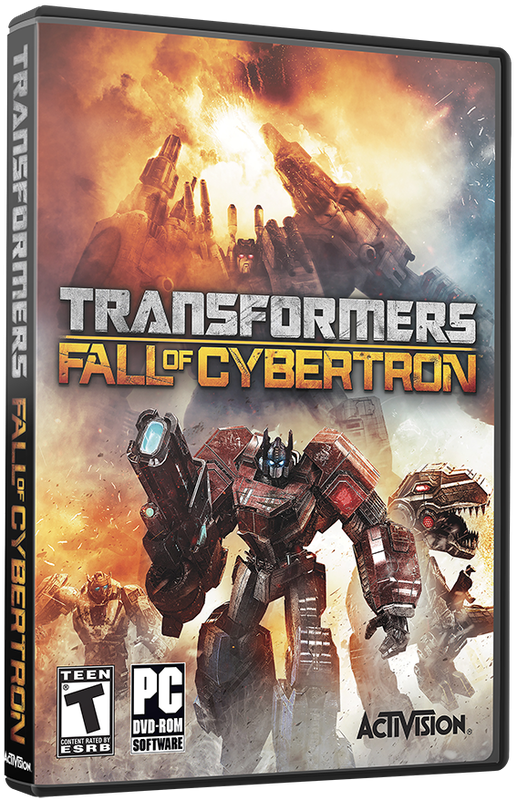 TRANSFORMERS
FALL OF CYBERTRON
TRANSFORMERS
FALL OF CYBERTRON
™
TEEN
T
CONTENT RATED BY
ESRB
PC
DVD-ROM
SOFTWARE
ACTIVISION®
ACTIVISION